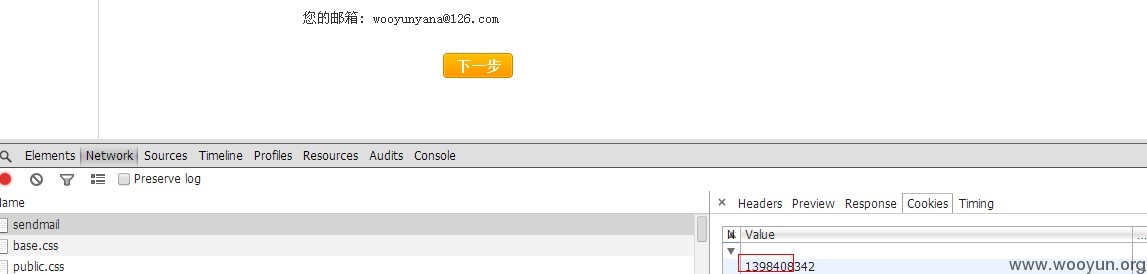 您的邮箱: wooyunyana@126.com
下一步
Elements Network Sources Timeline Profiles Resources Audits Console
Preserve log
× Headers Preview Response Cookies Timing
sendmail
Value ...
base.css
public.css
1398408342
www.wooyun.org